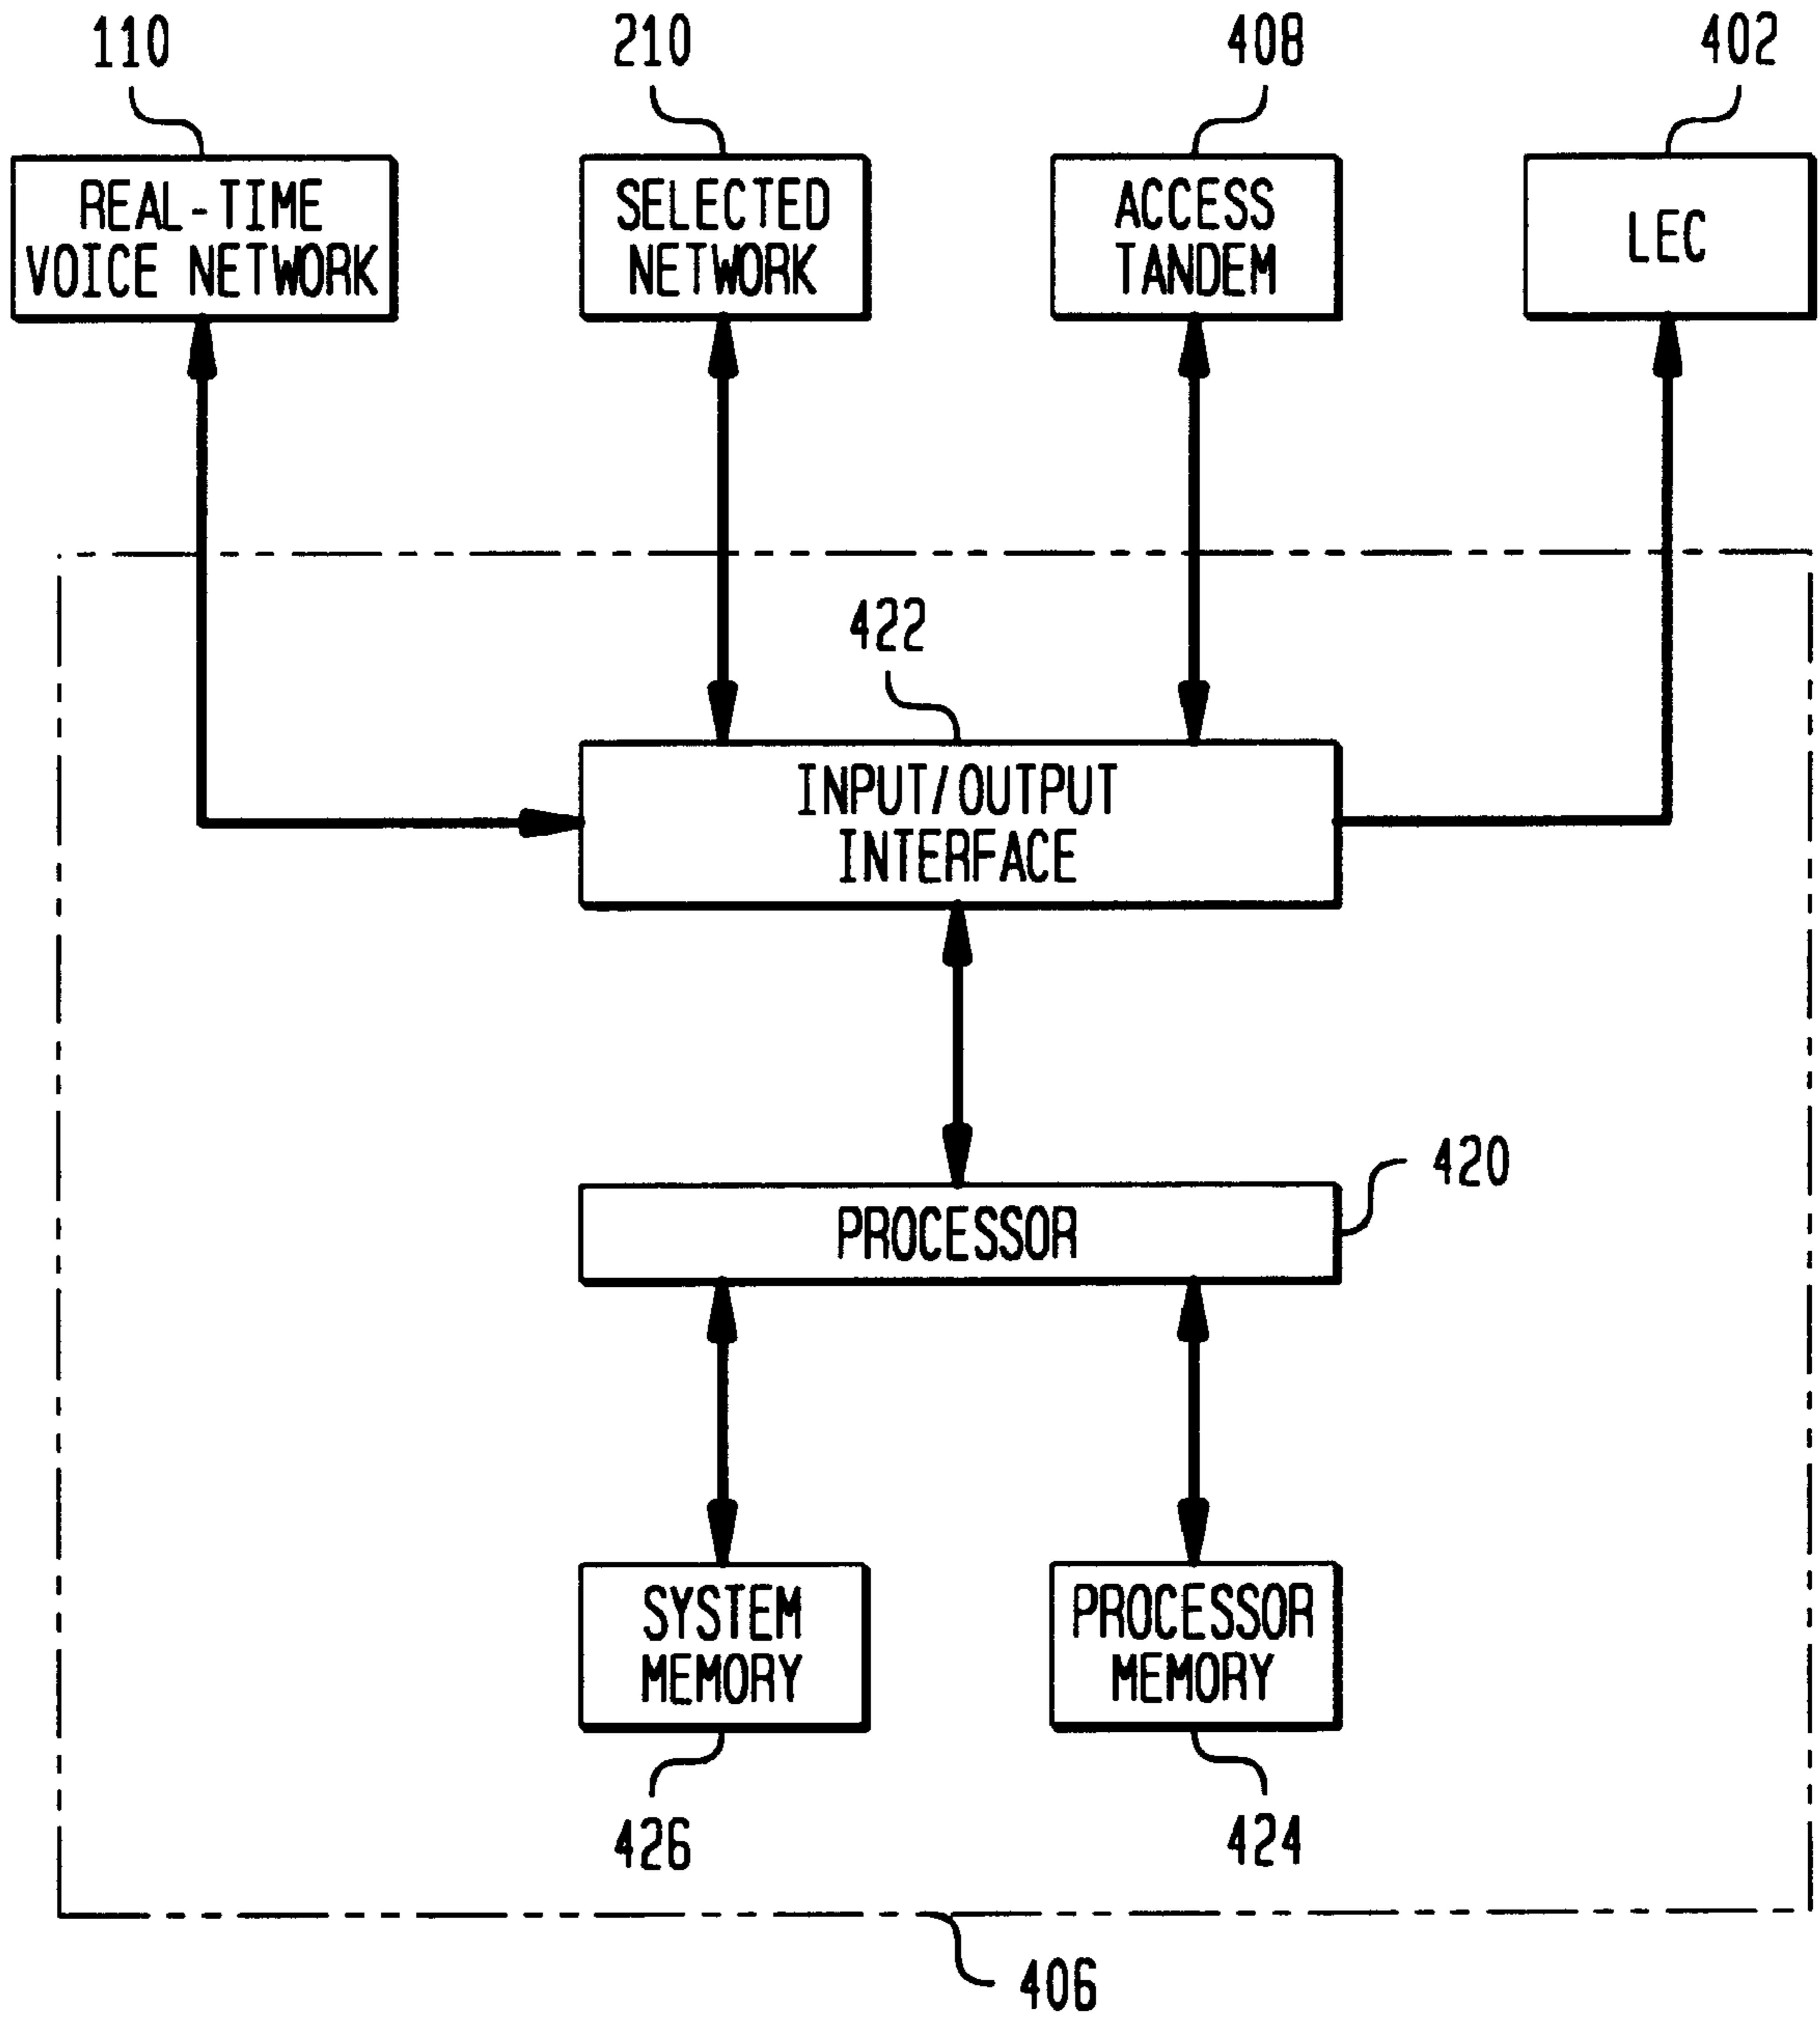 110
210
408
402
REAL-TIME
VOICE NETWORK
SELECTED
NETWORK
ACCESS
TANDEM
LEC
422
INPUT/OUTPUT
INTERFACE
420
PROCESSOR
SYSTEM
MEMORY
PROCESSOR
MEMORY
426
424
406